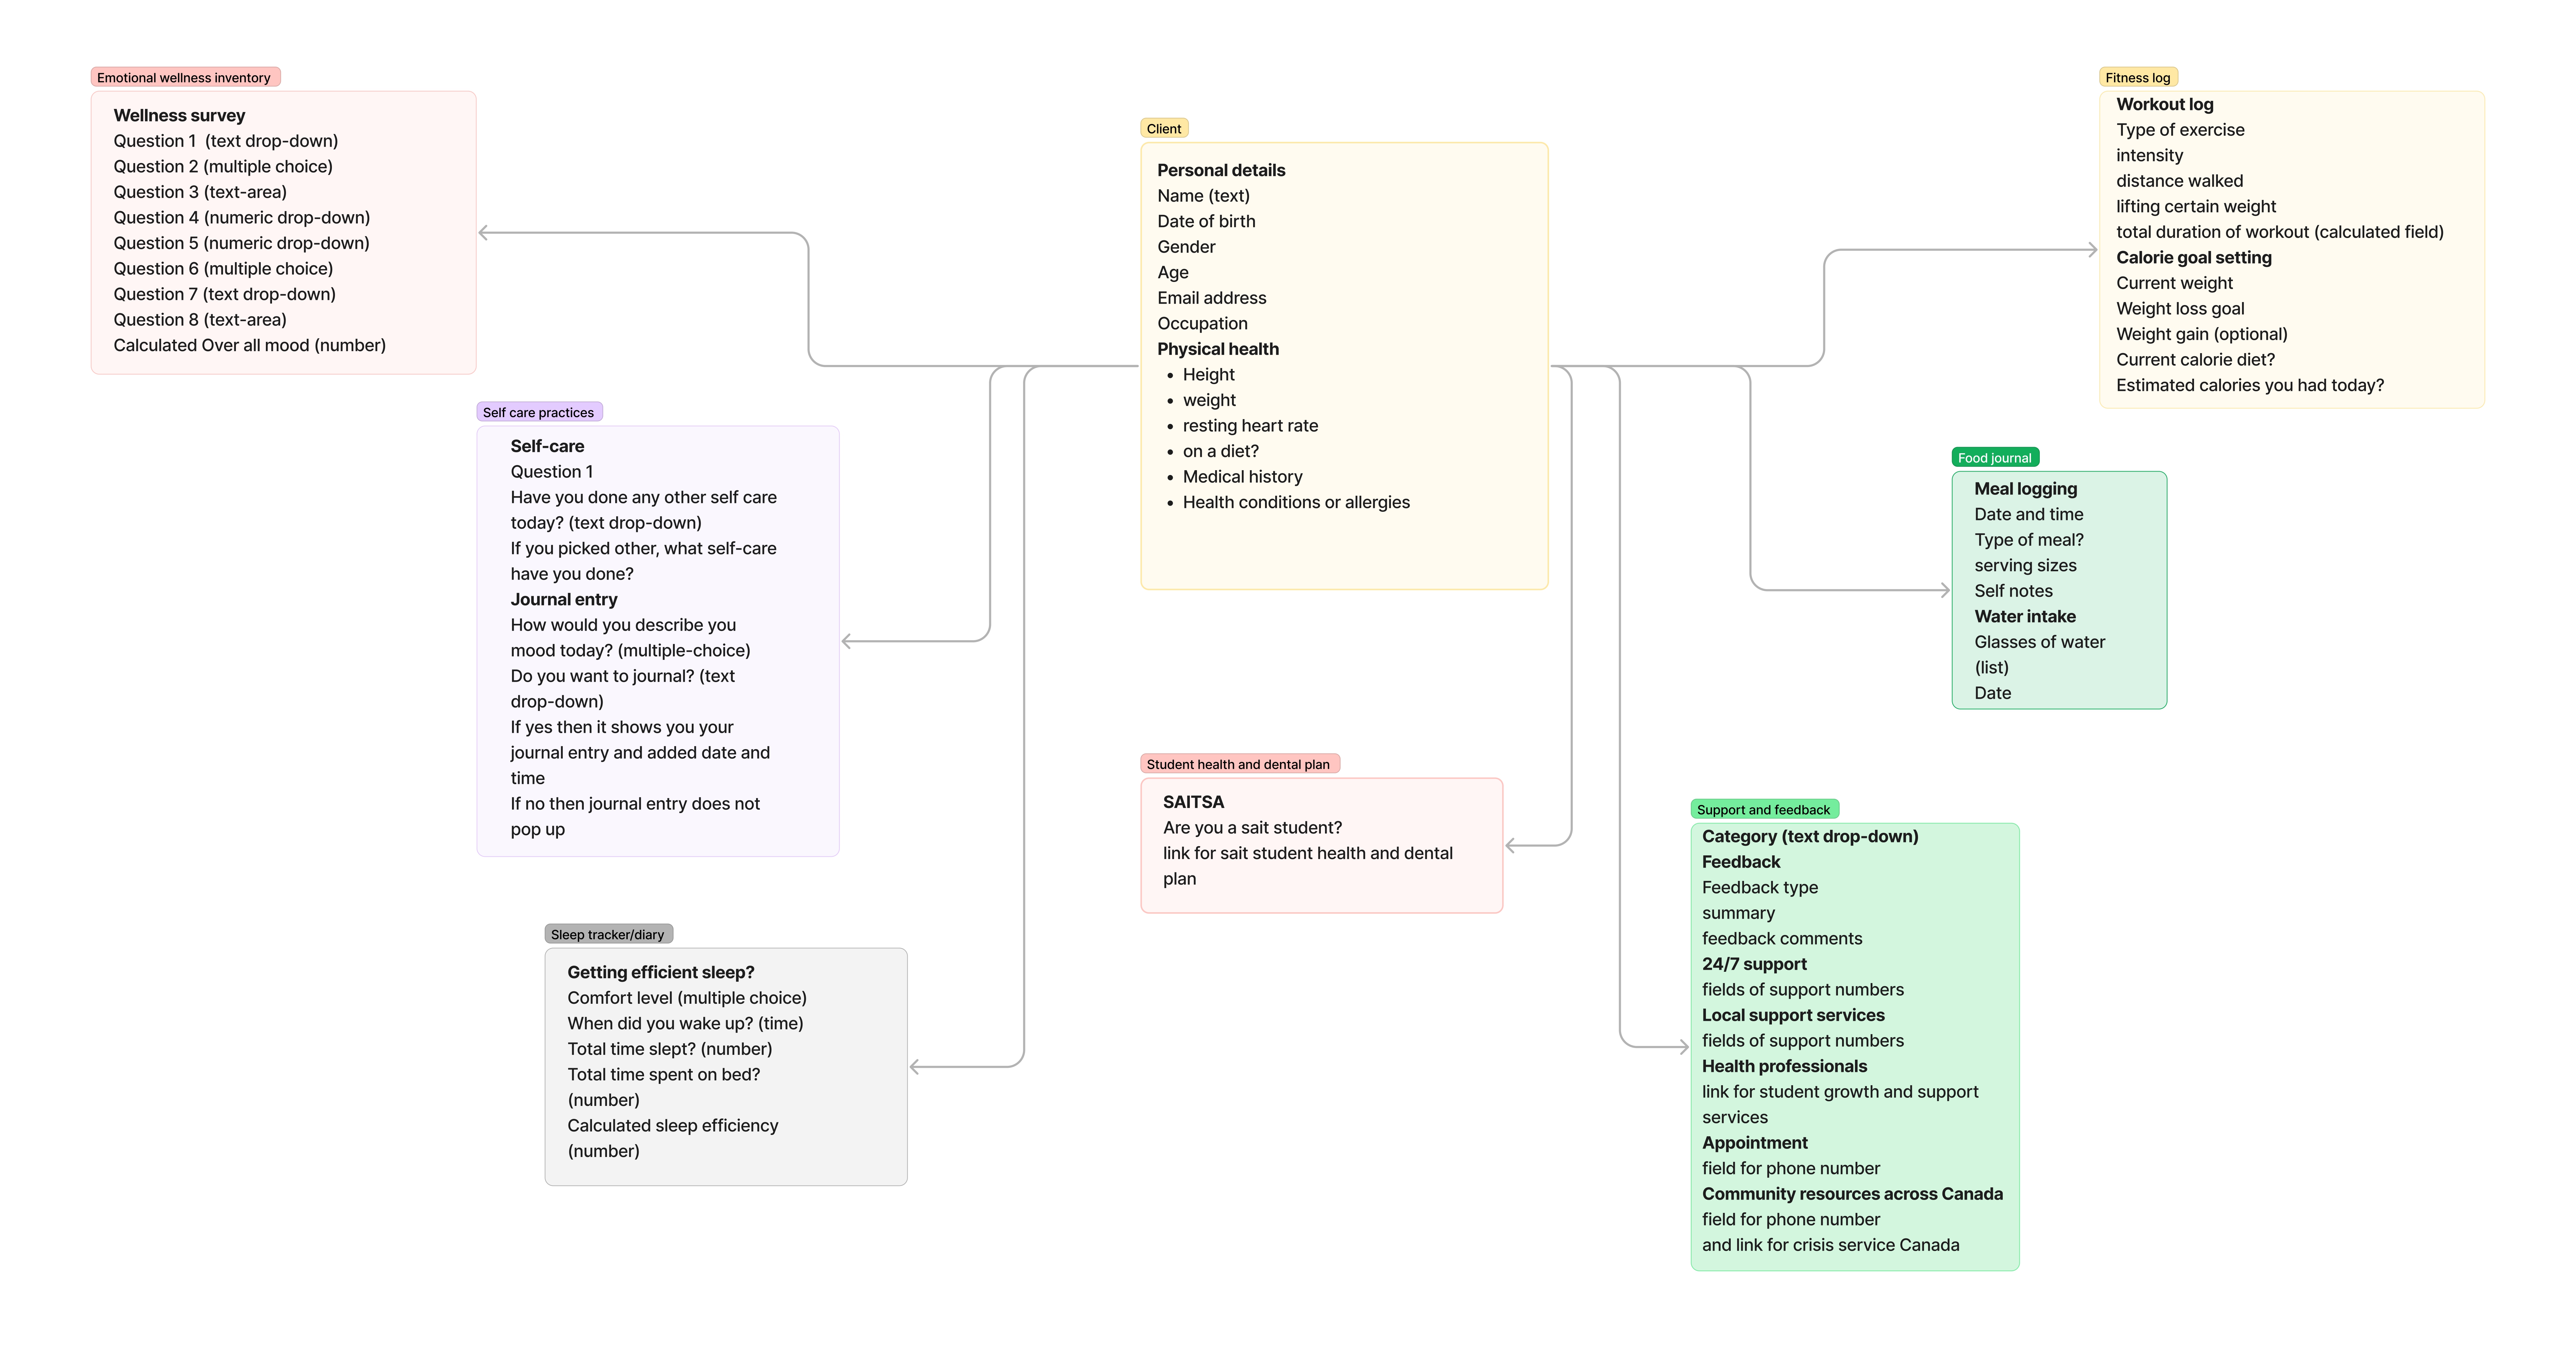 Emotional wellness inventory
Wellness survey
Question 1  (text drop-down)
Question 2 (multiple choice)
Question 3 (text-area)
Question 4 (numeric drop-down)
Question 5 (numeric drop-down)
Question 6 (multiple choice)
Question 7 (text drop-down)
Question 8 (text-area)
Calculated Over all mood (number)
Self care practices
Self-care
Question 1
Have you done any other self care
today? (text drop-down)
If you picked other, what self-care
have you done?
Journal entry
How would you describe you
mood today? (multiple-choice)
Do you want to journal? (text
drop-down)
If yes then it shows you your
journal entry and added date and
time
If no then journal entry does not
pop up
Sleep tracker/diary
Getting efficient sleep?
Comfort level (multiple choice)
When did you wake up? (time)
Total time slept? (number)
Total time spent on bed?
(number)
Calculated sleep efficiency
(number)
Client
Personal details
Name (text)
Date of birth
Gender
Age
Email address
Occupation
Physical health
• Height
• weight
• resting heart rate
• on a diet?
• Medical history
• Health conditions or allergies
Student health and dental plan
SAITSA
Are you a sait student?
link for sait student health and dental
plan
Fitness log
Workout log
Type of exercise
intensity
distance walked
lifting certain weight
total duration of workout (calculated field)
Calorie goal setting
Current weight
Weight loss goal
Weight gain (optional)
Current calorie diet?
Estimated calories you had today?
Food journal
Meal logging
Date and time
Type of meal?
serving sizes
Self notes
Water intake
Glasses of water
(list)
Date
Support and feedback
Category (text drop-down)
Feedback
Feedback type
summary
feedback comments
24/7 support
fields of support numbers
Local support services
fields of support numbers
Health professionals
link for student growth and support
services
Appointment
field for phone number
Community resources across Canada
field for phone number
and link for crisis service Canada